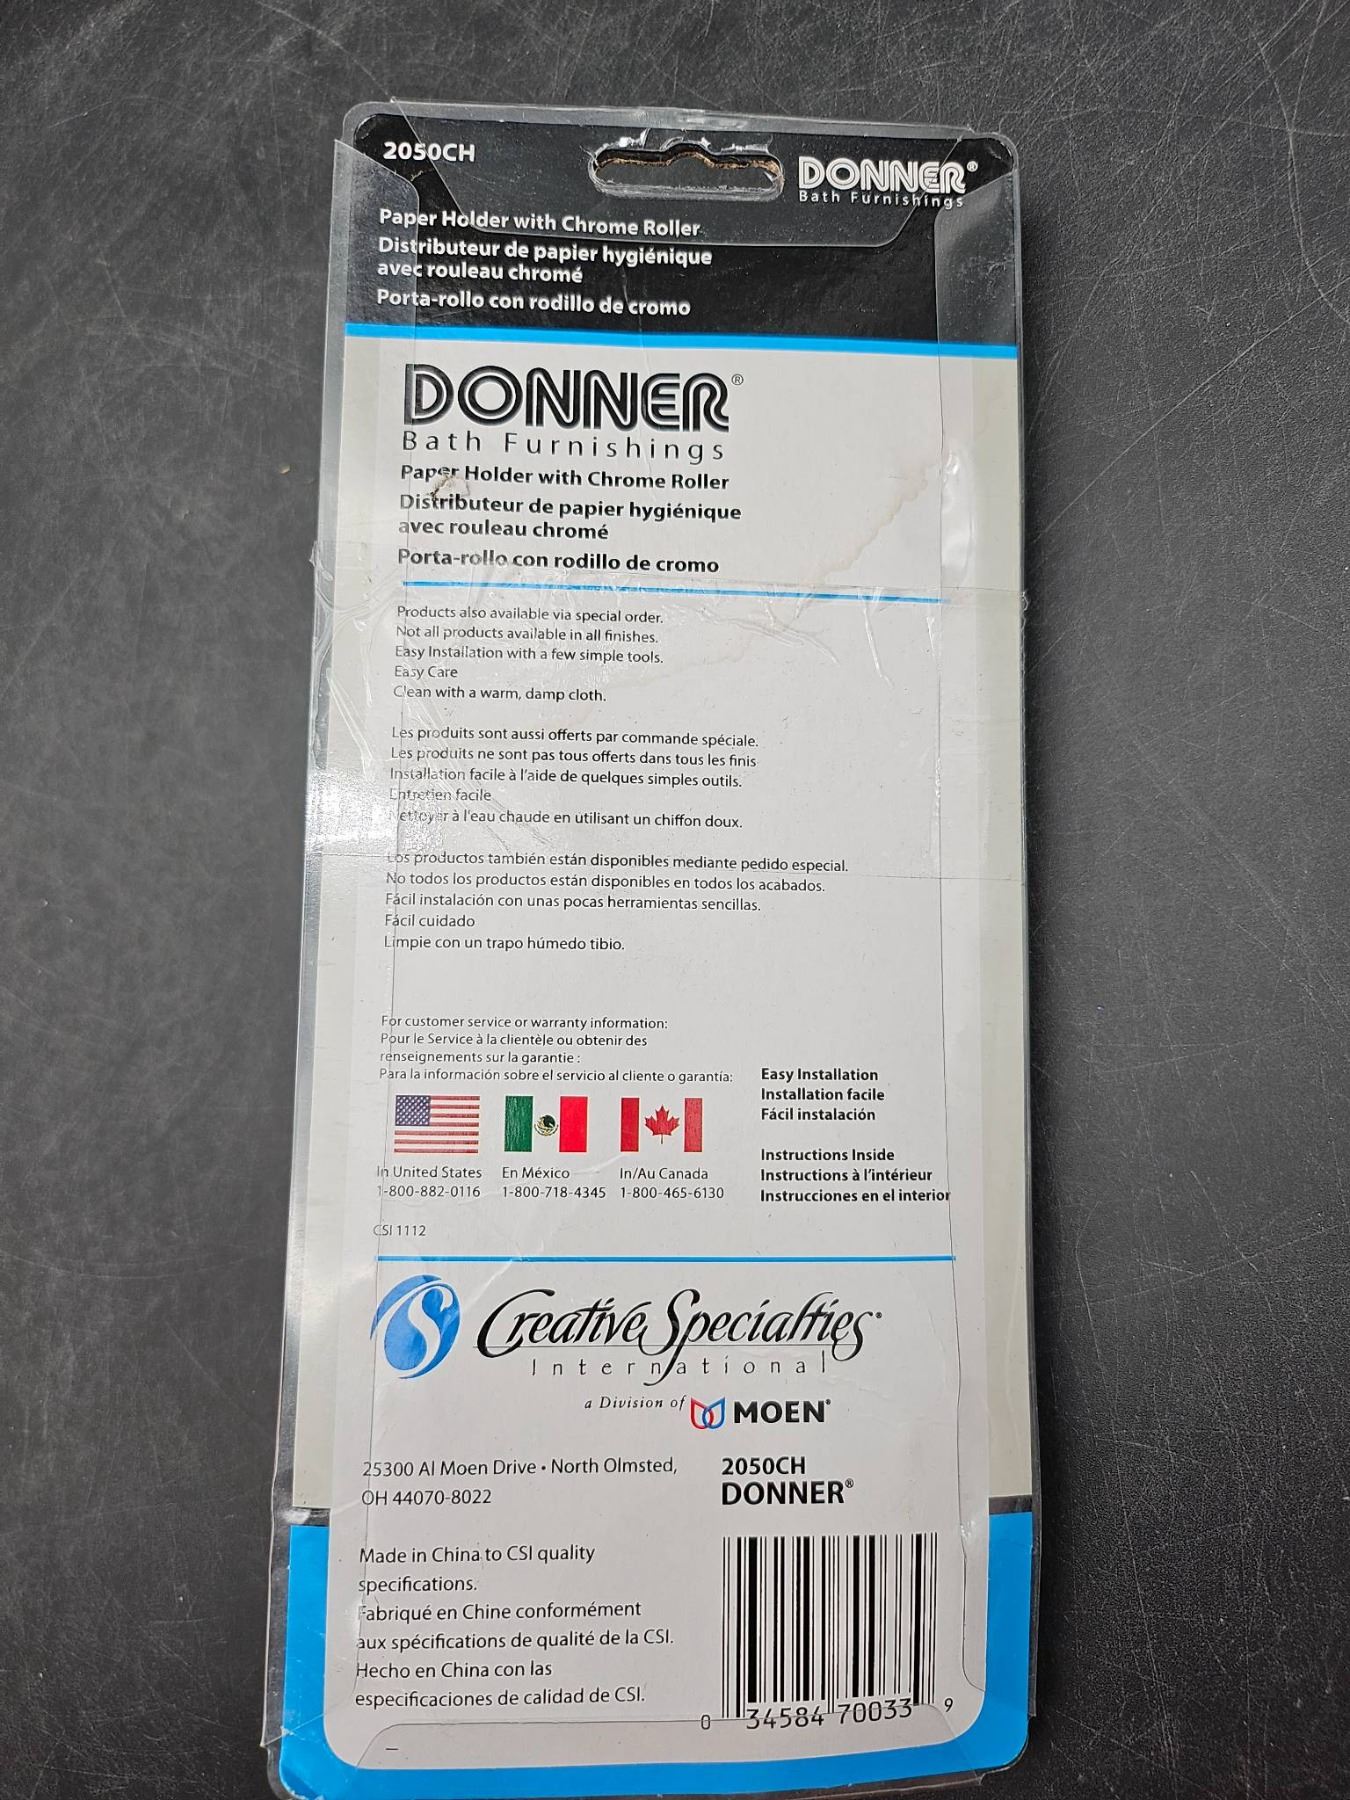 2050CH
DONNER®
Bath Furnishings
Paper Holder with Chrome Roller
Distributeur de papier hygiénique
avec rouleau chromé
Porta-rollo con rodillo de cromo
DONNER®
Bath Furnishings
Paper Holder with Chrome Roller
Distributeur de papier hygiénique
avec rouleau chromé
Porta-rollo con rodillo de cromo
Products also available via special order.
Not all products available in all finishes.
Easy Installation with a few simple tools.
Easy Care
Clean with a warm, damp cloth.
Les produits sont aussi offerts par commande spéciale.
Les produits ne sont pas tous offerts dans tous les finis
Installation facile à l'aide de quelques simples outils.
Entretien facile
Nettoyer à l'eau chaude en utilisant un chiffon doux.
Los productos también están disponibles mediante pedido especial.
No todos los productos están disponibles en todos los acabados.
Fácil instalación con unas pocas herramientas sencillas.
Fácil cuidado
Limpie con un trapo húmedo tibio.
For customer service or warranty information:
Pour le Service à la clientèle ou obtenir des
renseignements sur la garantie :
Para la información sobre el servicio al cliente o garantía:
In United States
1-800-882-0116
En México
1-800-718-4345
In/Au Canada
1-800-465-6130
Easy Installation
Installation facile
Fácil instalación
Instructions Inside
Instructions à l'intérieur
Instrucciones en el interior
CSI 1112
Creative Specialties
International
a Division of MOEN®
25300 Al Moen Drive • North Olmsted,
OH 44070-8022
2050CH
DONNER®
Made in China to CSI quality
specifications.
Fabriqué en Chine conformément
aux spécifications de qualité de la CSI.
Hecho en China con las
especificaciones de calidad de CSI.
0 34584 70033 9